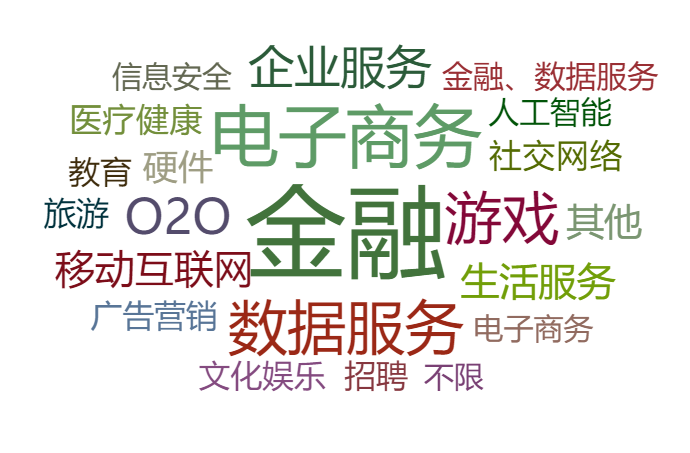 信息安全
企业服务
金融、数据服务
医疗健康
电子商务
人工智能
教育
硬件
社交网络
旅游
O2O
金融
游戏
其他
移动互联网
生活服务
广告营销
数据服务
电子商务
文化娱乐
招聘
不限